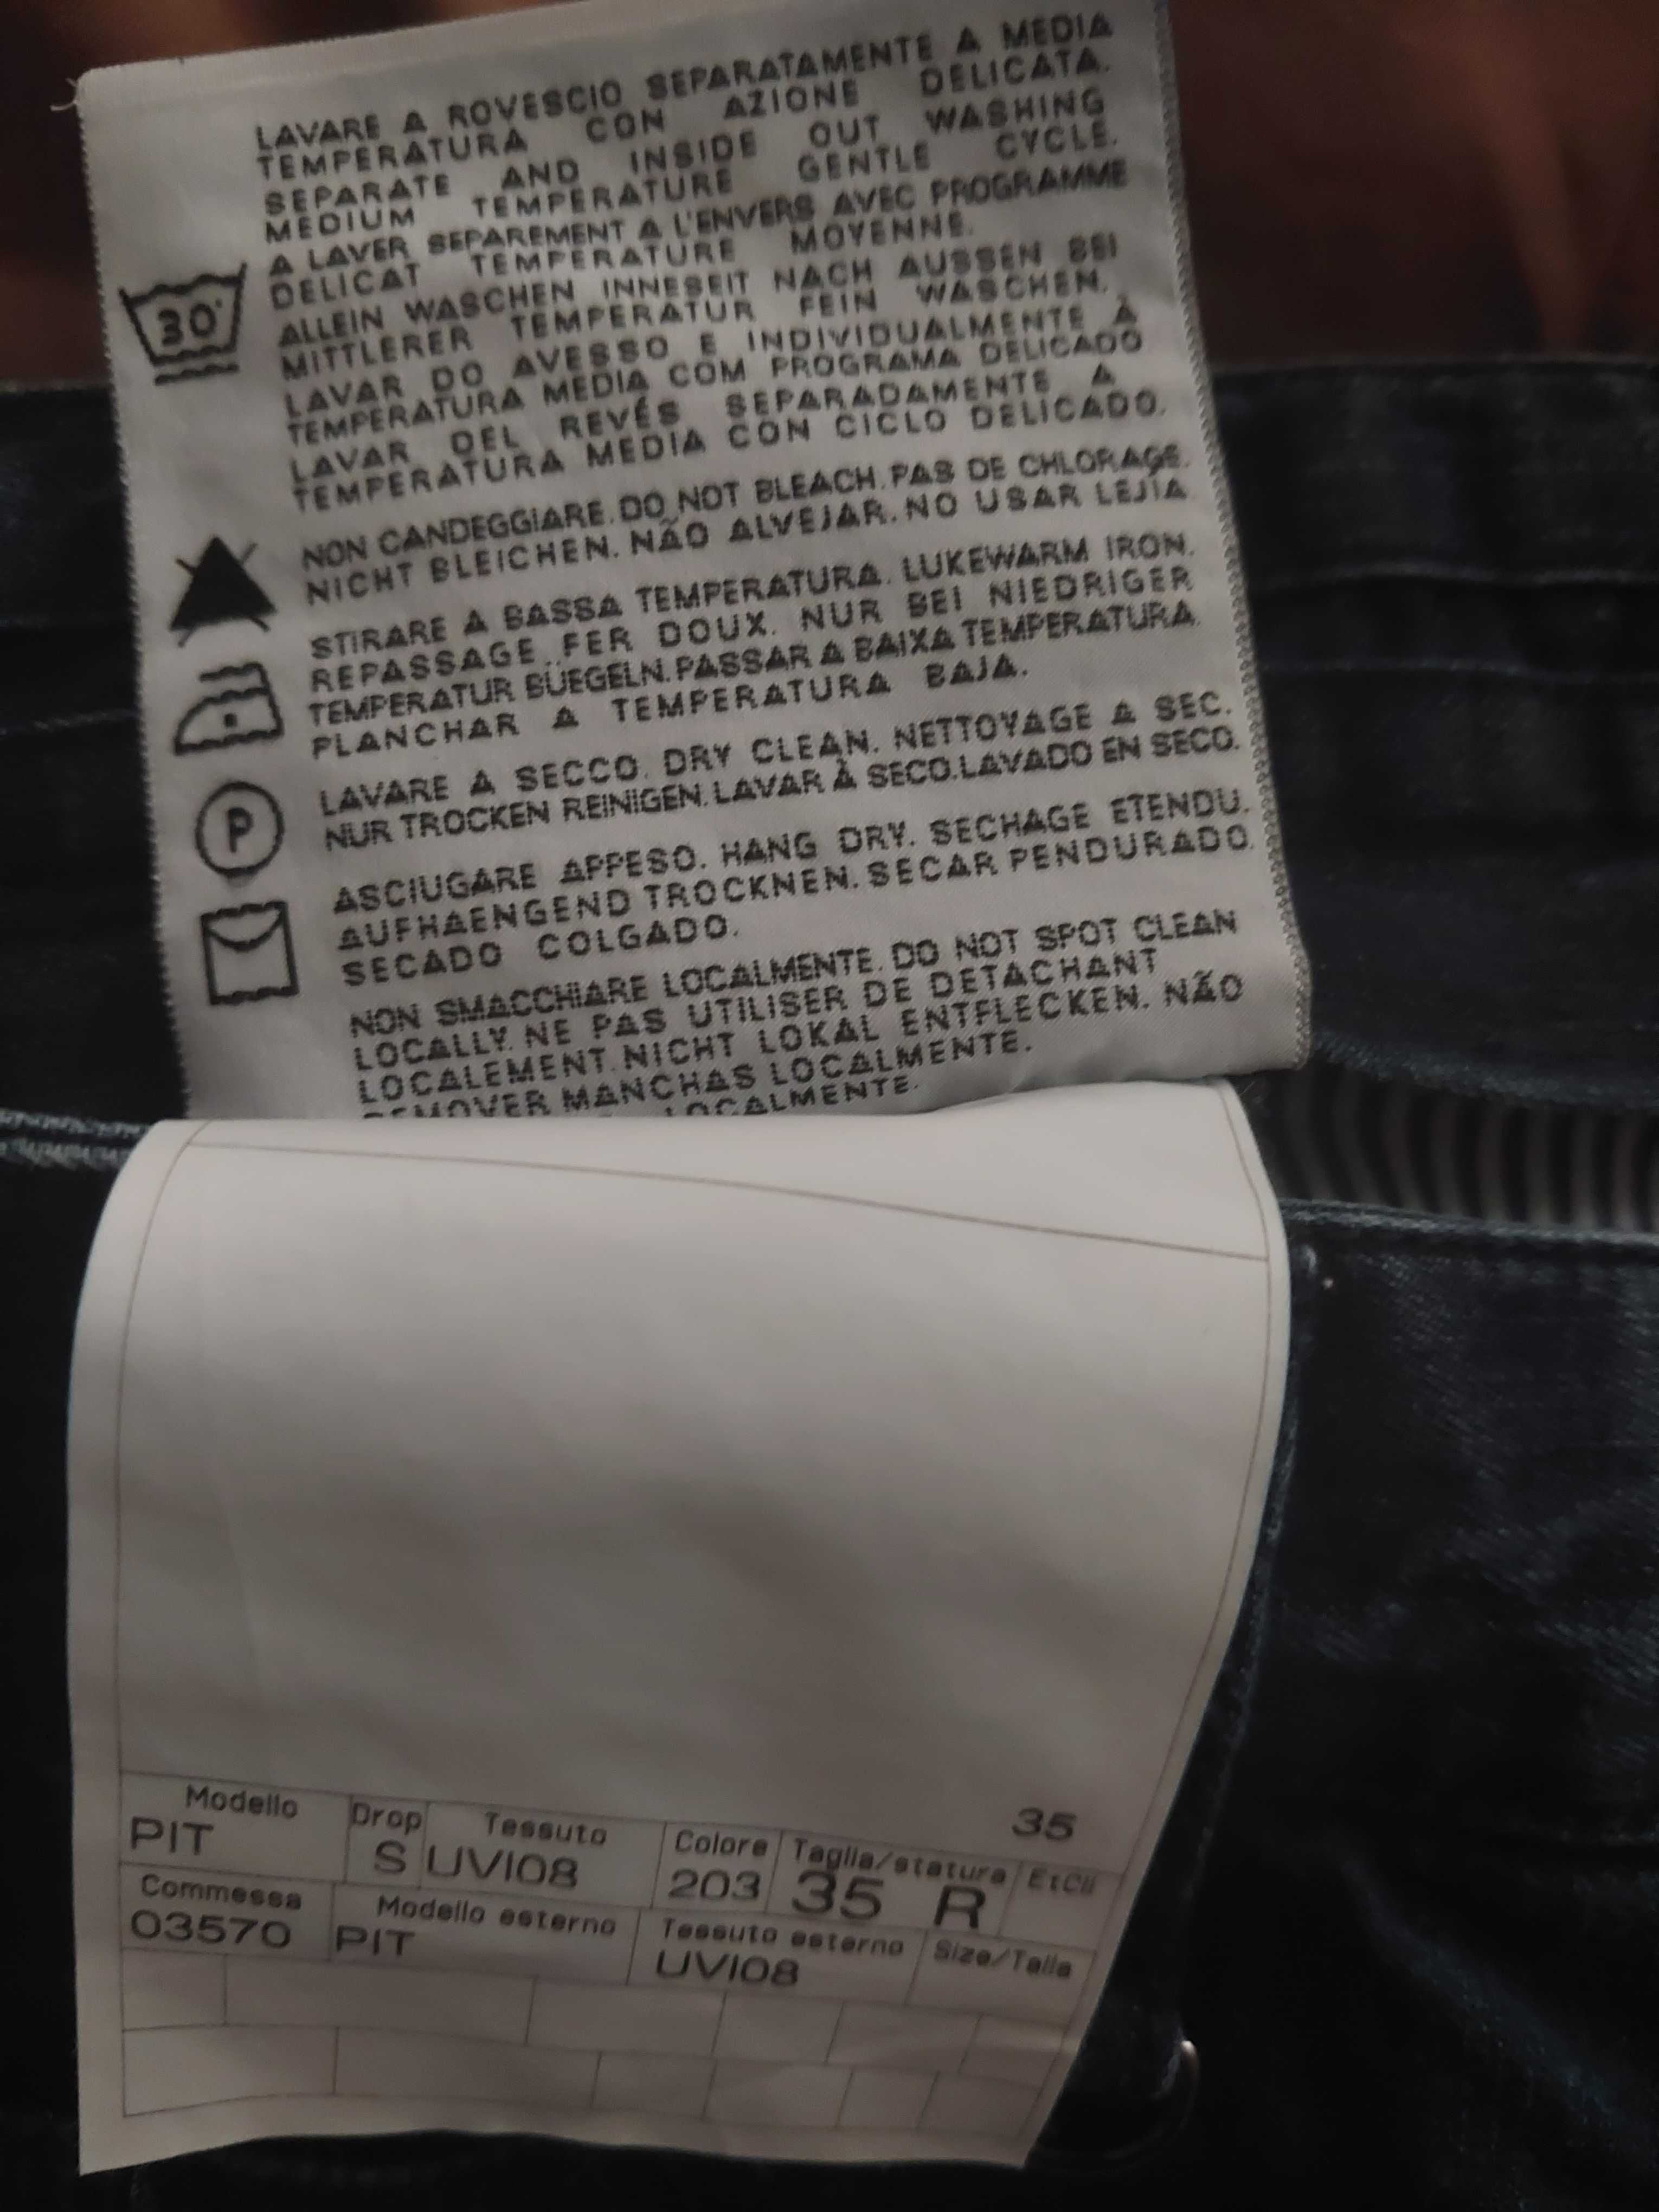 LAVARE A ROVESCIO SEPARATAMENTE A MEDIA
TEMPERATURA CON AZIONE DELICATA.
SEPARATE AND INSIDE OUT WASHING
MEDIUM TEMPERATURE GENTLE CYCLE.
A LAVER SEPAREMENT A L'ENVERS AVEC PROGRAMME
DELICAT TEMPERATURE MOYENNE.
ALLEIN WASCHEN INNESEIT NACH AUSSEN BEI
MITTLERER TEMPERATUR FEIN WASCHEN.
LAVAR DO AVESSO E INDIVIDUALMENTE À
TEMPERATURA MEDIA COM PROGRAMA DELICADO
LAVAR DEL REVÉS SEPARADAMENTE A
TEMPERATURA MEDIA CON CICLO DELICADO.
30°
NON CANDEGGIARE. DO NOT BLEACH. PAS DE CHLORAGE.
NICHT BLEICHEN. NÃO ALVEJAR. NO USAR LEJÍA
STIRARE A BASSA TEMPERATURA. LUKEWARM IRON.
REPASSAGE FER DOUX. NUR BEI NIEDRIGER
TEMPERATUR BÜEGELN. PASSAR A BAIXA TEMPERATURA.
PLANCHAR A TEMPERATURA BAJA.
P
LAVARE A SECCO. DRY CLEAN. NETTOYAGE A SEC.
NUR TROCKEN REINIGEN. LAVAR À SECO. LAVADO EN SECO.
ASCIUGARE APPESO. HANG DRY. SECHAGE ETENDU.
AUFHAENGEND TROCKNEN. SECAR PENDURADO.
SECADO COLGADO.
NON SMACCHIARE LOCALMENTE. DO NOT SPOT CLEAN
LOCALLY. NE PAS UTILISER DE DETACHANT
LOCALEMENT. NICHT LOKAL ENTFLECKEN. NÃO
REMOVER MANCHAS LOCALMENTE.
LOCALMENTE.
35
Modello Drop Tessuto Colore Taglia/statura EtCli
PIT S UVI08 203 35 R
Commessa Modello esterno Tessuto esterno Size/Talla
03570 PIT UVI08